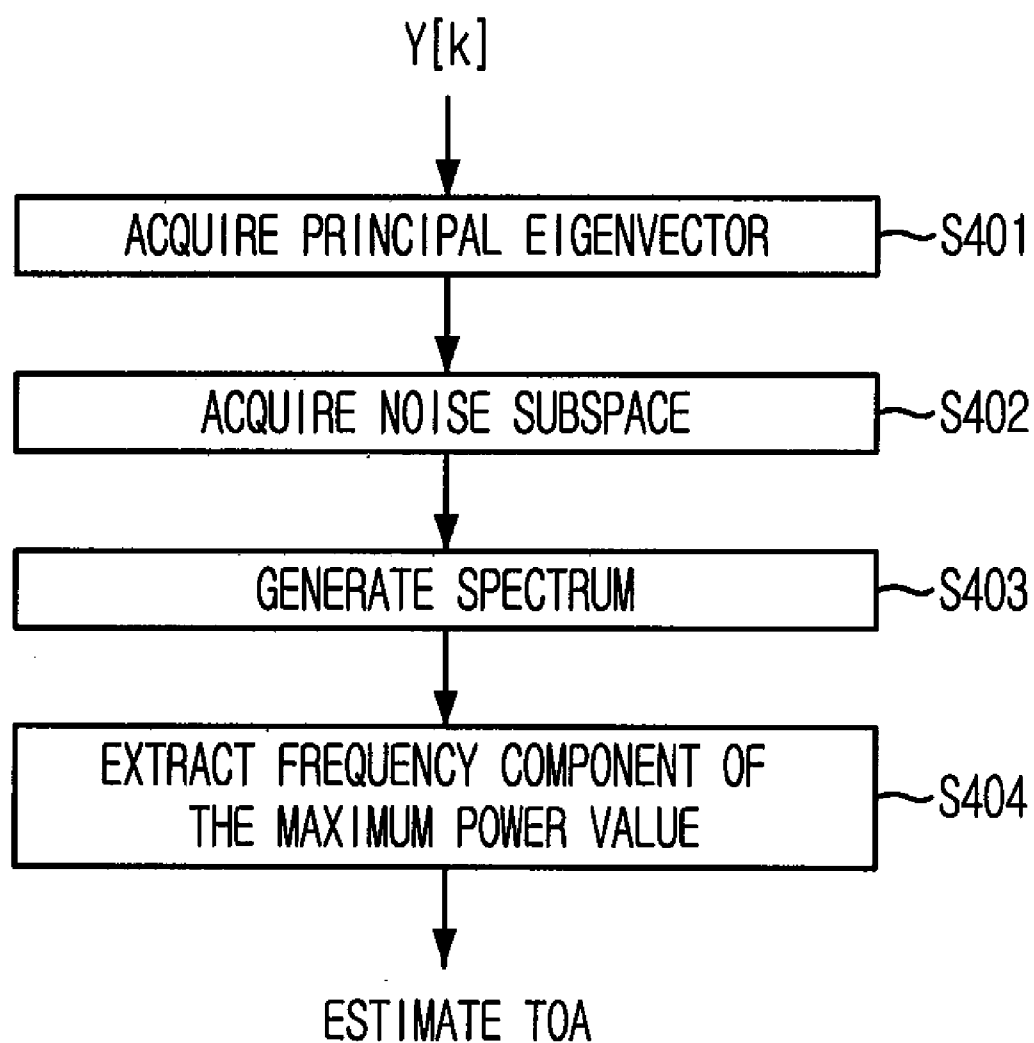 Y[k]
ACQUIRE PRINCIPAL EIGENVECTOR
S401
ACQUIRE NOISE SUBSPACE
S402
GENERATE SPECTRUM
S403
EXTRACT FREQUENCY COMPONENT OF
THE MAXIMUM POWER VALUE
S404
ESTIMATE TOA